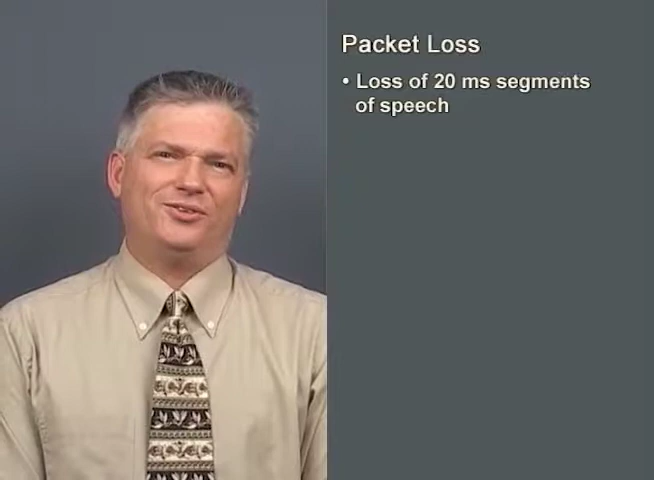 Packet Loss
• Loss of 20 ms segments
of speech